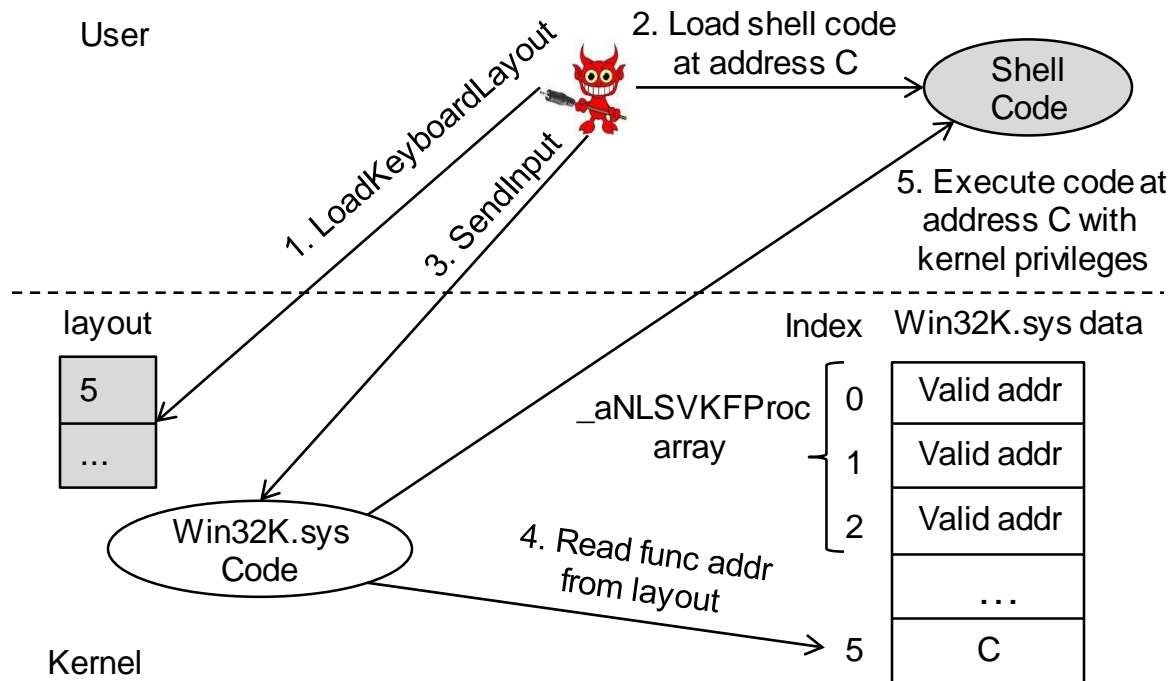 User
1. LoadKeyboardLayout
2. Load shell code
at address C
Shell
Code
3. SendInput
5. Execute code at
address C with
kernel privileges
layout
5
...
Index
Win32K.sys data
_aNLSVKFProc
array
0
Valid addr
1
Valid addr
2
Valid addr
...
5
C
Win32K.sys
Code
4. Read func addr
from layout
Kernel